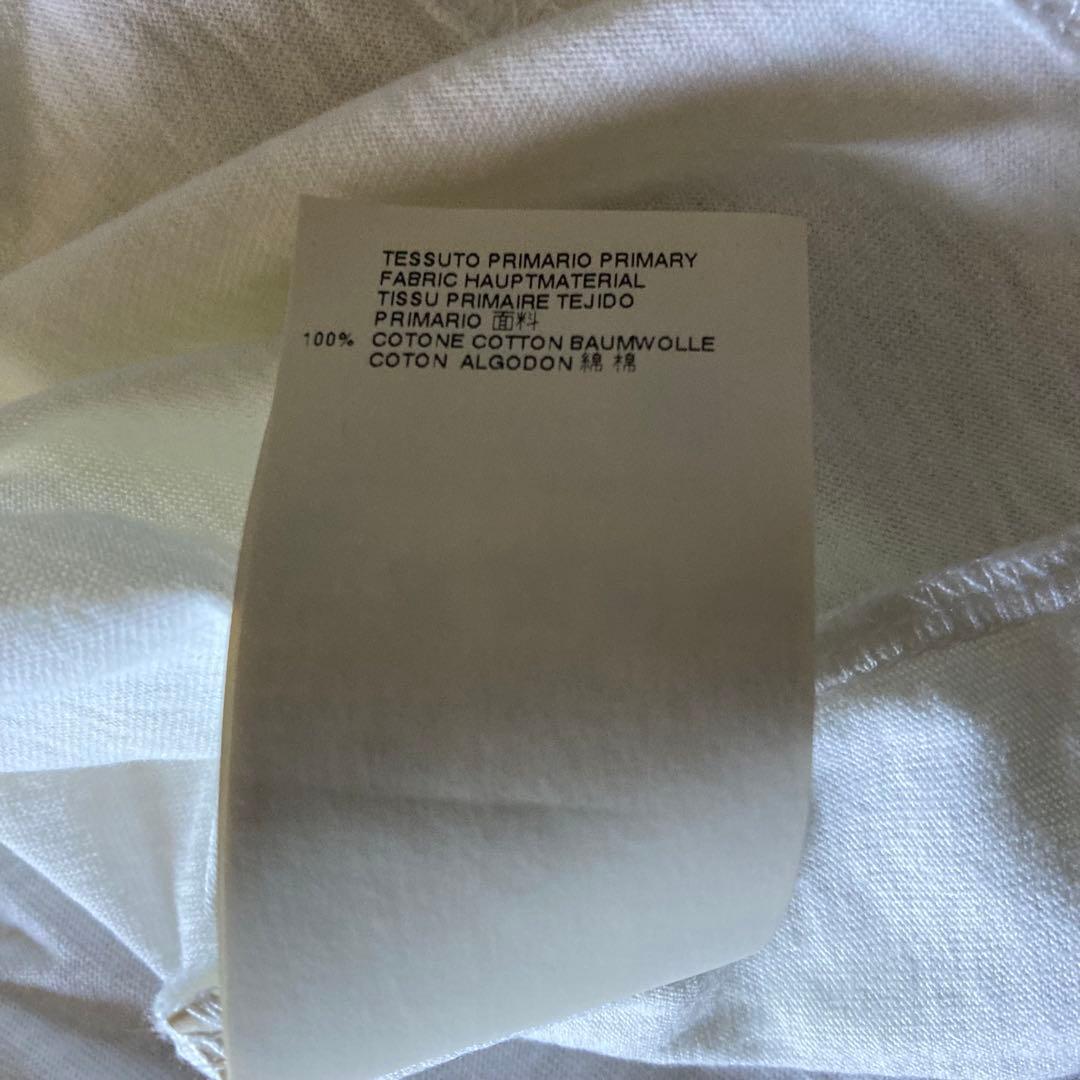 TESSUTO PRIMARIO PRIMARY
FABRIC HAUPTMATERIAL
TISSU PRIMAIRE TEJIDO
PRIMARIO 面料
100% COTONE COTTON BAUMWOLLE
COTON ALGODON 綿 棉